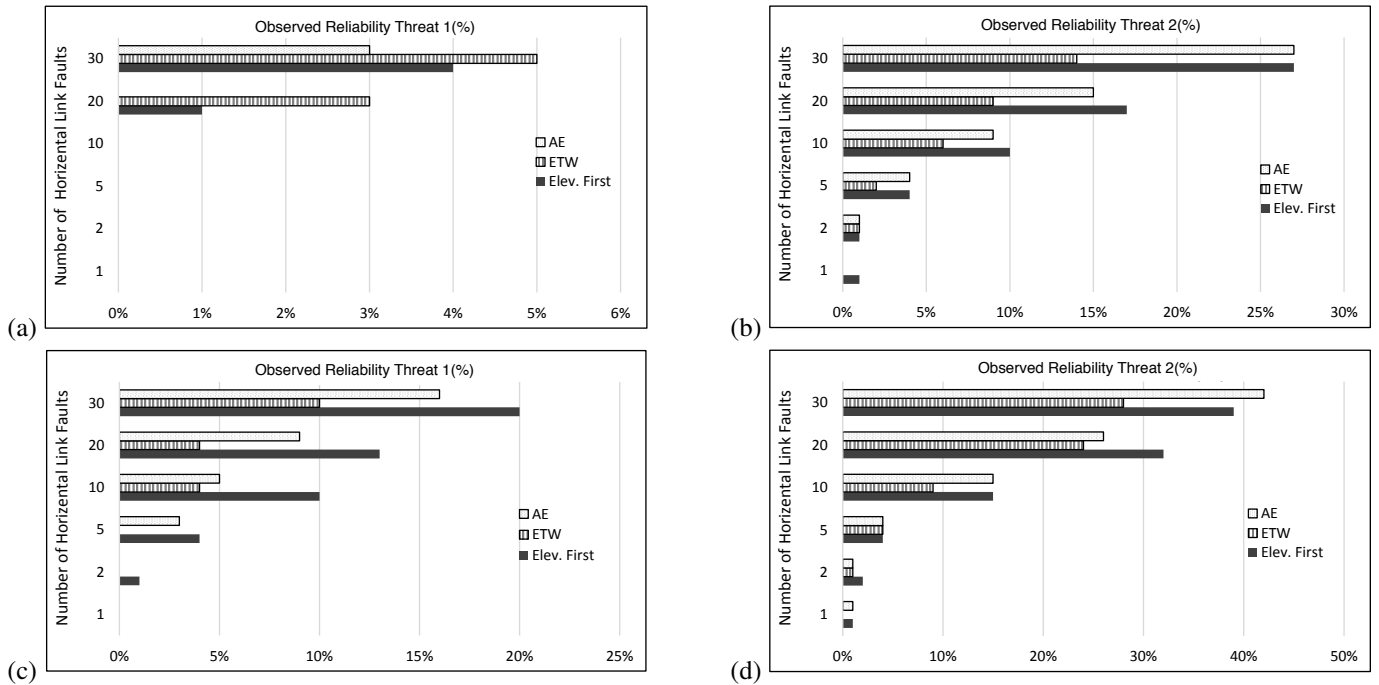 Observed Reliability Threat 1(%)
Number of Horizental Link Faults
30
20
10
5
2
1
AE
ETW
Elev. First
0%
1%
2%
2%
3%
4%
5%
6%
(a)
Observed Reliability Threat 2(%)
Number of Horizental Link Faults
30
20
10
5
2
1
AE
ETW
Elev. First
0%
5%
10%
15%
20%
25%
30%
(b)
Observed Reliability Threat 1(%)
Number of Horizental Link Faults
30
20
10
5
2
1
AE
ETW
Elev. First
0%
5%
10%
15%
20%
25%
(c)
Observed Reliability Threat 2(%)
Number of Horizental Link Faults
30
20
10
5
2
1
AE
ETW
Elev. First
0%
10%
20%
30%
40%
50%
(d)